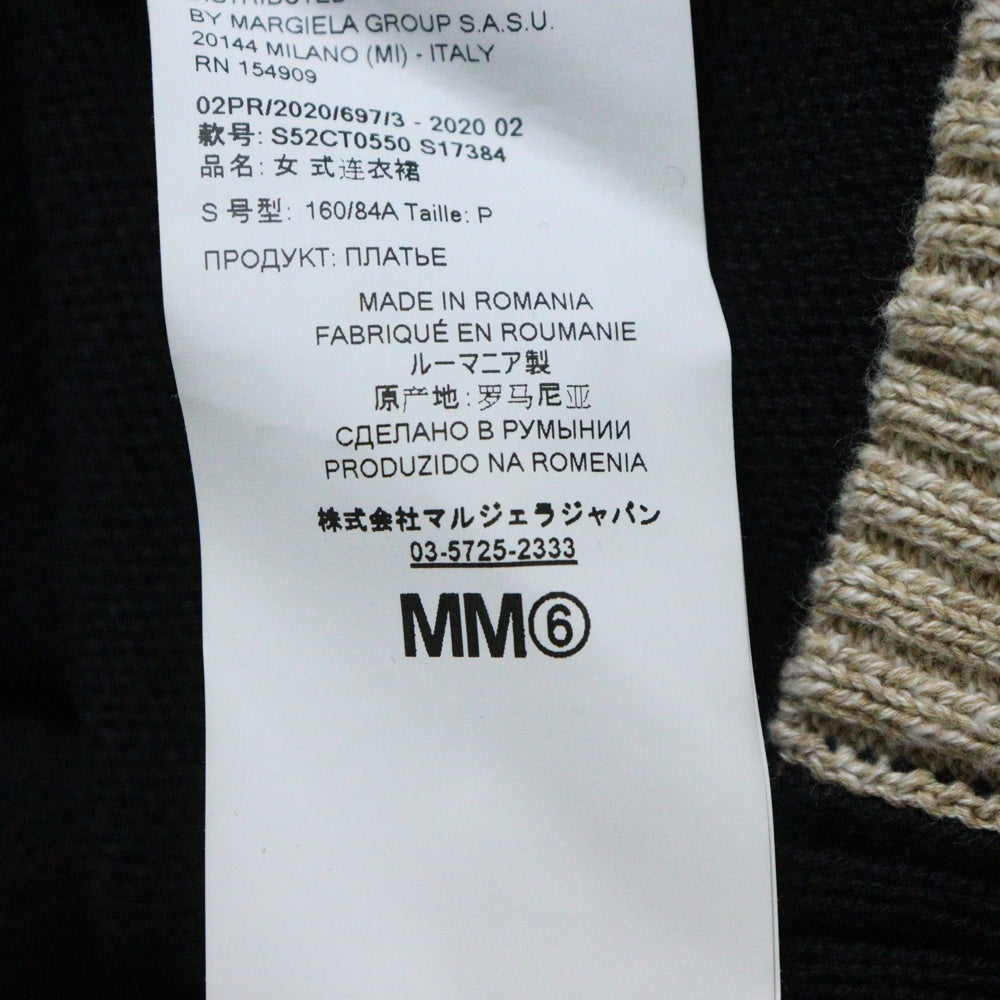 DISTRIBUTED
BY MARGIELA GROUP S.A.S.U.
20144 MILANO (MI) - ITALY
RN 154909
02PR/2020/697/3 - 2020 02
款号: S52CT0550 S17384
品名: 女 式连衣裙
S 号型: 160/84A Taille: P
ПРОДУКТ: ПЛАТЬЕ
MADE IN ROMANIA
FABRIQUÉ EN ROUMANIE
ルーマニア製
原产地: 罗马尼亚
СДЕЛАНО В РУМЫНИИ
PRODUZIDO NA ROMENIA
株式会社マルジェラジャパン
03-5725-2333
MM⑥